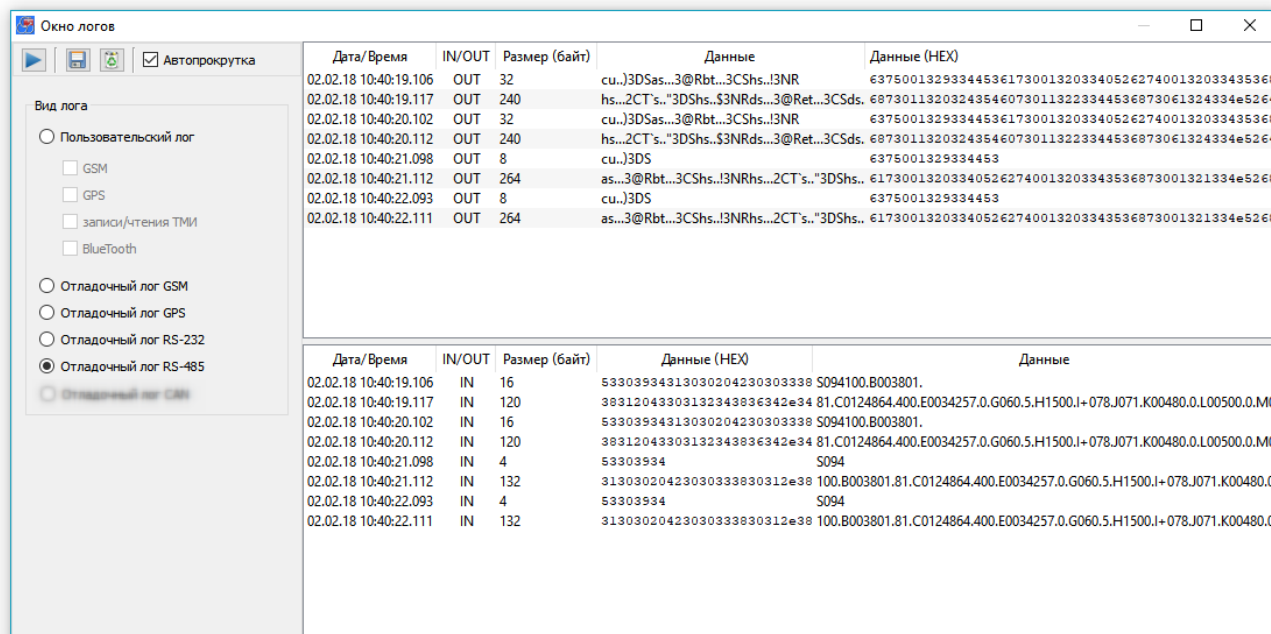 Окно логов
Автопрокрутка
Вид лога
Пользовательский лог
GSM
GPS
записи/чтения ТМИ
BlueTooth
Отладочный лог GSM
Отладочный лог GPS
Отладочный лог RS-232
Отладочный лог RS-485
Отладочный лог CAN
Дата/Время IN/OUT Размер (байт) Данные Данные (HEX)
02.02.18 10:40:19.106 OUT 32 cu..)3DSas...3@Rbt...3CShs..!3NR 6375001329334453617300132033405262740013203343536
02.02.18 10:40:19.117 OUT 240 hs...2CT`s.."3DShs..$3NRds...3@Ret...3CSds.
02.02.18 10:40:20.102 OUT 32 cu..)3DSas...3@Rbt...3CShs..!3NR 6375001329334453617300132033405262740013203343536
02.02.18 10:40:20.112 OUT 240 hs...2CT`s.."3DShs..$3NRds...3@Ret...3CSds.
02.02.18 10:40:21.098 OUT 8 cu..)3DS 6375001329334453
02.02.18 10:40:21.112 OUT 264 as...3@Rbt...3CShs..!3NRhs...2CT`s.."3DShs..
02.02.18 10:40:22.093 OUT 8 cu..)3DS 6375001329334453
02.02.18 10:40:22.111 OUT 264 as...3@Rbt...3CShs..!3NRhs...2CT`s.."3DShs..
Дата/Время IN/OUT Размер (байт) Данные (HEX) Данные
02.02.18 10:40:19.106 IN 16 53303934313030204230303338 S094100.B003801.
02.02.18 10:40:19.117 IN 120 38312043303132343836342e34 81.C0124864.400.E0034257.0.G060.5.H1500.I+078.J071.K00480.0.L00500.0.M0
02.02.18 10:40:20.102 IN 16 53303934313030204230303338 S094100.B003801.
02.02.18 10:40:20.112 IN 120 38312043303132343836342e34 81.C0124864.400.E0034257.0.G060.5.H1500.I+078.J071.K00480.0.L00500.0.M0
02.02.18 10:40:21.098 IN 4 53303934 S094
02.02.18 10:40:21.112 IN 132 31303020423030333830312e38 100.B003801.81.C0124864.400.E0034257.0.G060.5.H1500.I+078.J071.K00480.0
02.02.18 10:40:22.093 IN 4 53303934 S094
02.02.18 10:40:22.111 IN 132 31303020423030333830312e38 100.B003801.81.C0124864.400.E0034257.0.G060.5.H1500.I+078.J071.K00480.0